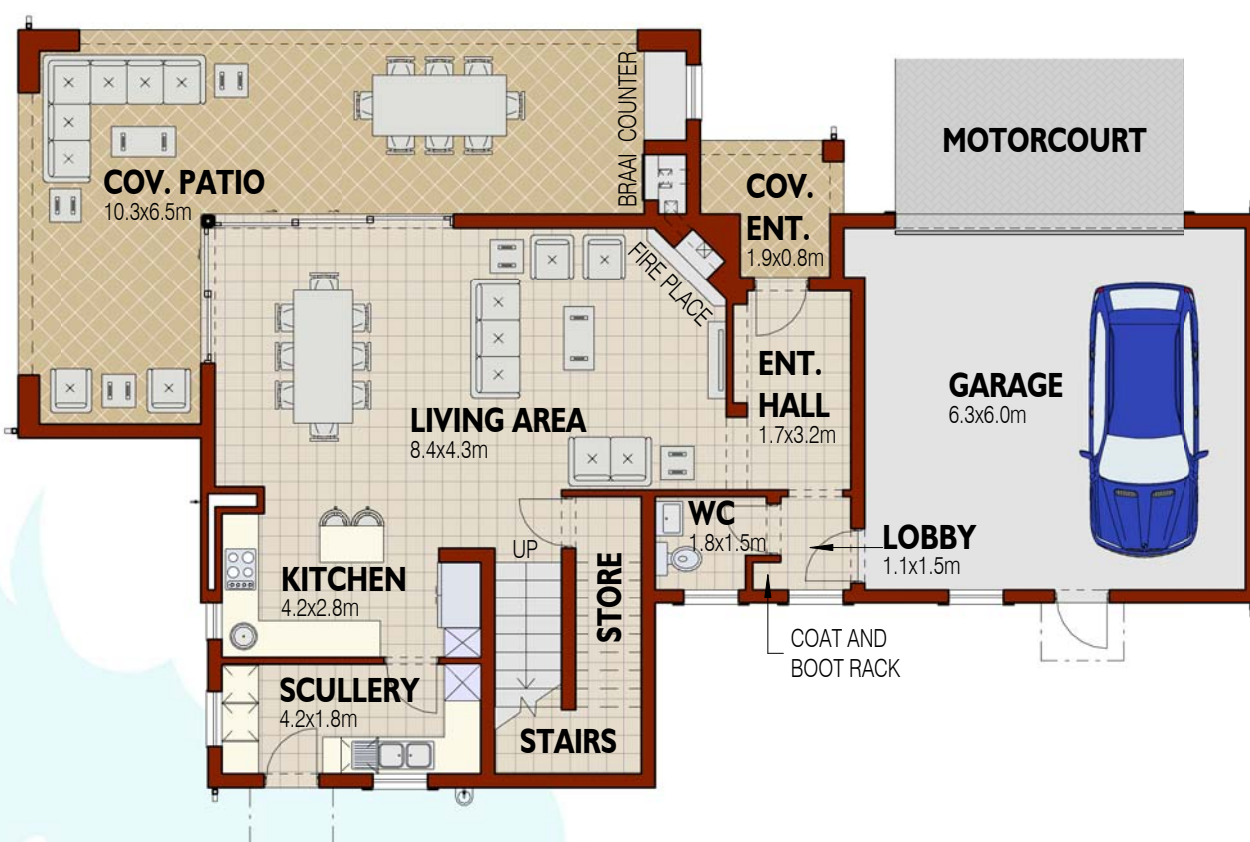 MOTORCOURT
BRAAI COUNTER
COV. PATIO
10.3x6.5m
COV.
ENT.
1.9x0.8m
FIRE PLACE
ENT.
HALL
1.7x3.2m
GARAGE
6.3x6.0m
LIVING AREA
8.4x4.3m
WC
1.8x1.5m
LOBBY
1.1x1.5m
UP
KITCHEN
4.2x2.8m
STORE
COAT AND
BOOT RACK
SCULLERY
4.2x1.8m
STAIRS